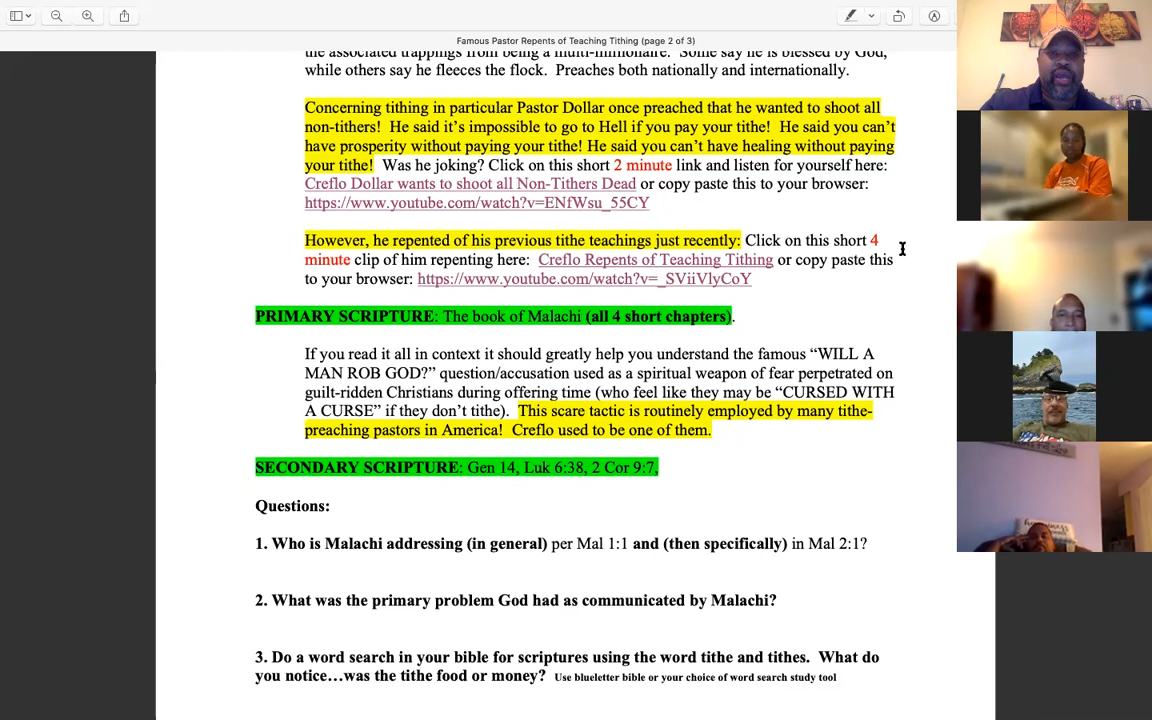 Famous Pastor Repents of Teaching Tithing (page 2 of 3)
the associated trappings from being a multi-millionaire. Some say he is blessed by God,
while others say he fleeces the flock. Preaches both nationally and internationally.
Concerning tithing in particular Pastor Dollar once preached that he wanted to shoot all
non-tithers! He said it’s impossible to go to Hell if you pay your tithe! He said you can’t
have prosperity without paying your tithe! He said you can’t have healing without paying
your tithe! Was he joking? Click on this short 2 minute link and listen for yourself here:
Creflo Dollar wants to shoot all Non-Tithers Dead or copy paste this to your browser:
https://www.youtube.com/watch?v=ENfWsu_55CY
However, he repented of his previous tithe teachings just recently: Click on this short 4
minute clip of him repenting here: Creflo Repents of Teaching Tithing or copy paste this
to your browser: https://www.youtube.com/watch?v=_SViiVlyCoY
PRIMARY SCRIPTURE: The book of Malachi (all 4 short chapters).
If you read it all in context it should greatly help you understand the famous “WILL A
MAN ROB GOD?” question/accusation used as a spiritual weapon of fear perpetrated on
guilt-ridden Christians during offering time (who feel like they may be “CURSED WITH
A CURSE” if they don’t tithe). This scare tactic is routinely employed by many tithe-
preaching pastors in America! Creflo used to be one of them.
SECONDARY SCRIPTURE: Gen 14, Luk 6:38, 2 Cor 9:7,
Questions:
1. Who is Malachi addressing (in general) per Mal 1:1 and (then specifically) in Mal 2:1?
2. What was the primary problem God had as communicated by Malachi?
3. Do a word search in your bible for scriptures using the word tithe and tithes. What do
you notice…was the tithe food or money? Use blueletter bible or your choice of word search study tool